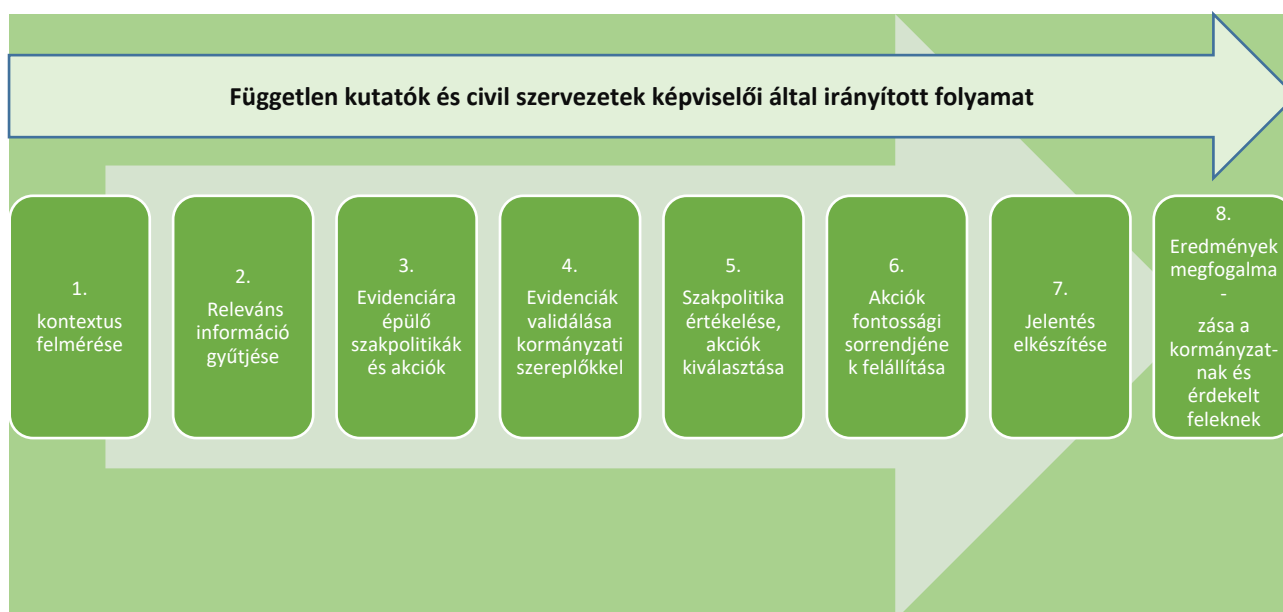 Független kutatók és civil szervezetek képviselői által irányított folyamat
1.
kontextus
felmérése
2.
Releváns
információ
gyűtjése
3.
Evidenciára
épülő
szakpolitikák
és akciók
4.
Evidenciák
validálása
kormányzati
szereplőkkel
5.
Szakpolitika
értékelése,
akciók
kiválasztása
6.
Akciók
fontossági
sorrendjéne
k felállítása
7.
Jelentés
elkészítése
8.
Eredmények
megfogalma
-
zása a
kormányzat-
nak és
érdekelt
feleknek